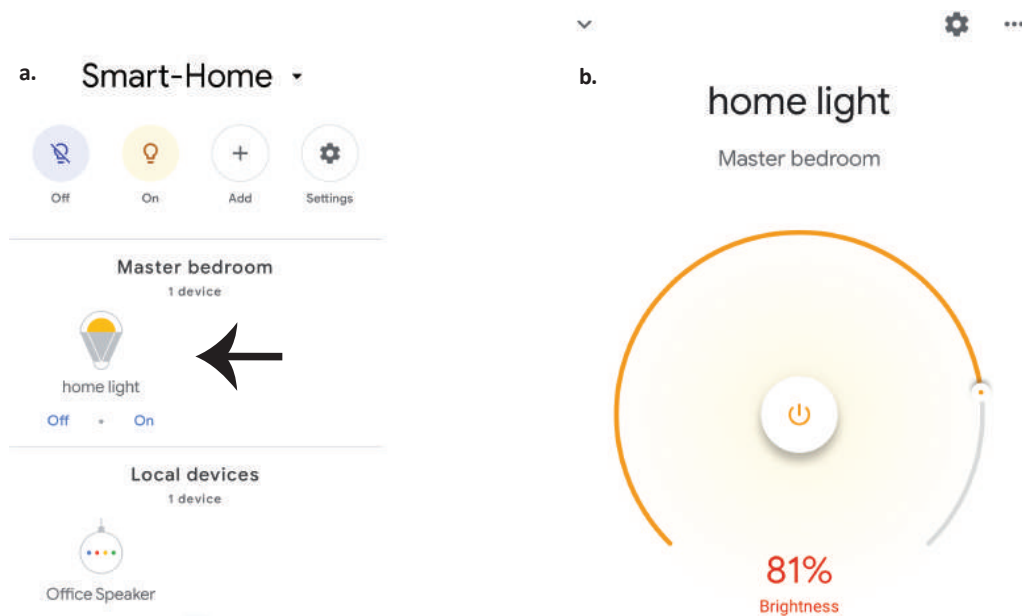 a.
Smart-Home
Off
On
Add
Settings
Master bedroom
1 device
home light
Off • On
Local devices
1 device
Office Speaker
b.
home light
Master bedroom
81%
Brightness